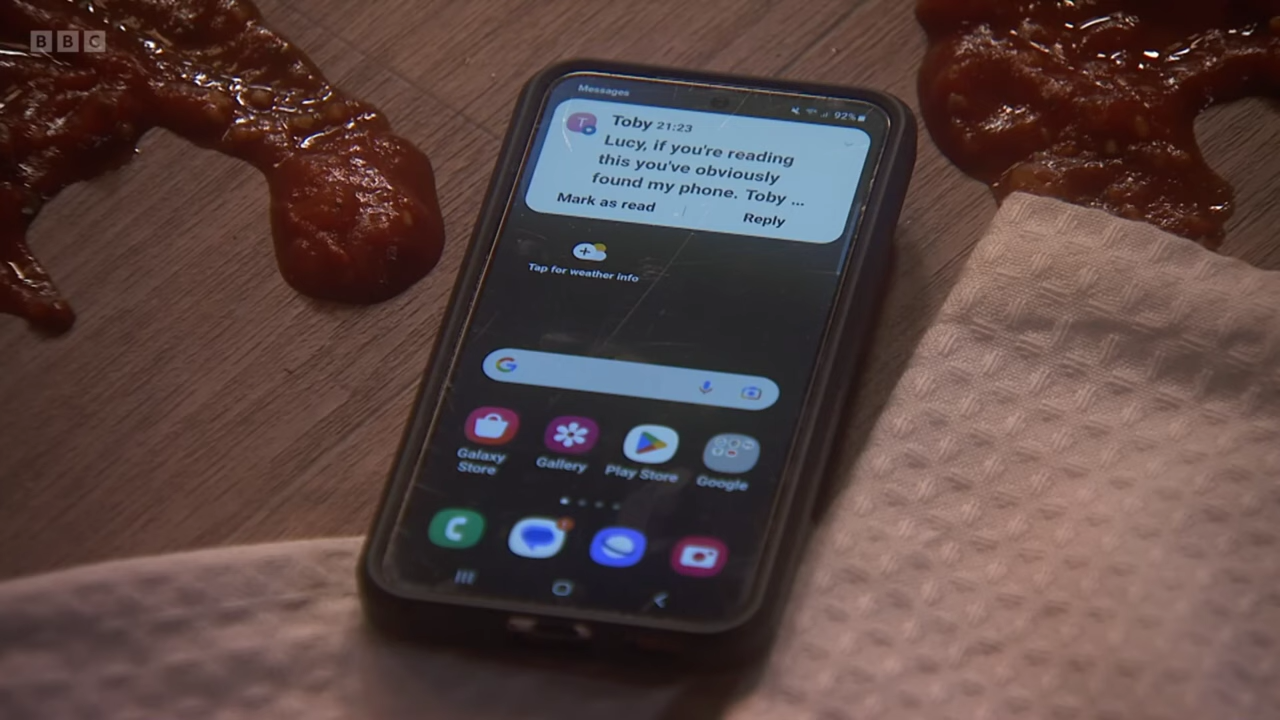 BBC
Messages
92%
Toby 21:23
Lucy, if you're reading
this you've obviously
found my phone. Toby ...
Mark as read | Reply
Tap for weather info
G
Galaxy
Store
Gallery
Play Store
Google